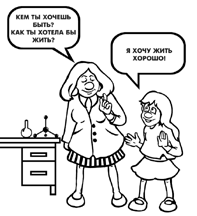 КЕМ ТЫ ХОЧЕШЬ
БЫТЬ?
КАК ТЫ ХОТЕЛА БЫ
ЖИТЬ?
Я ХОЧУ ЖИТЬ
ХОРОШО!